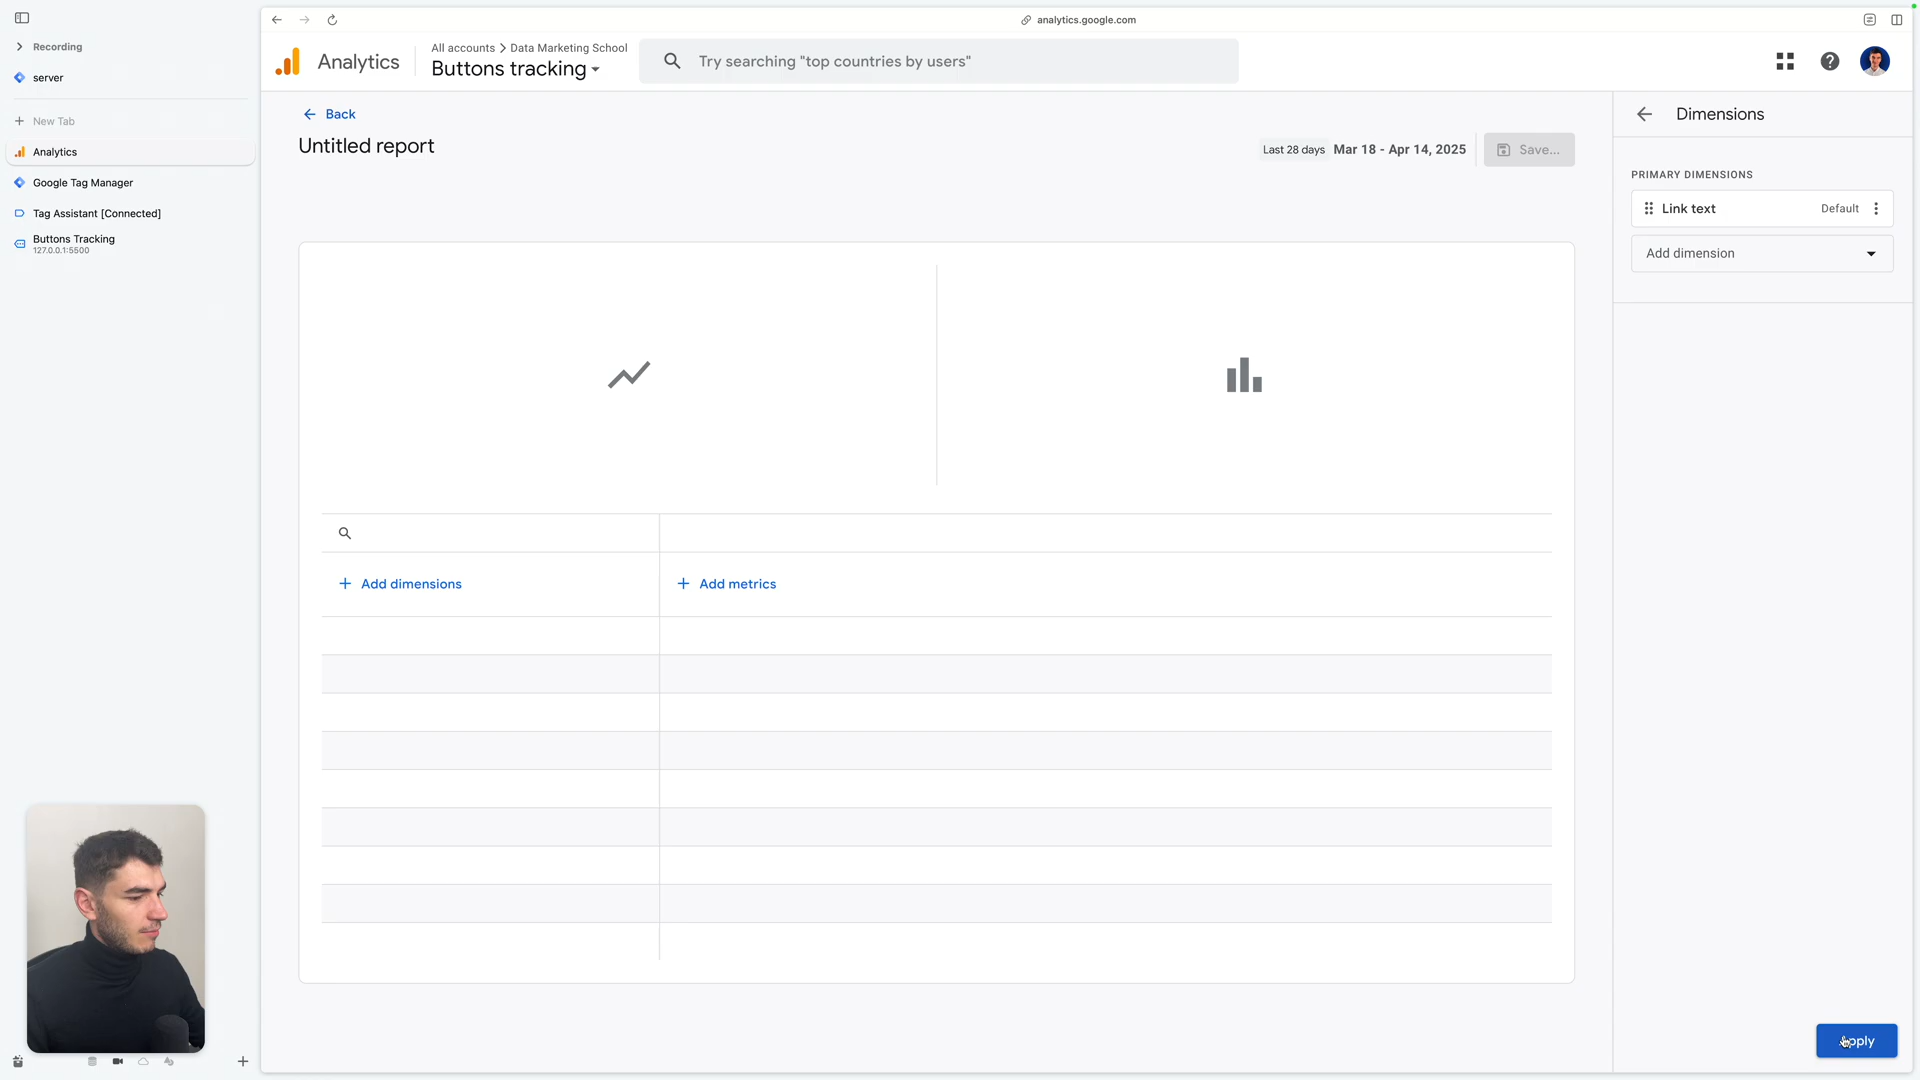 Recording
server
New Tab
Analytics
Google Tag Manager
Tag Assistant [Connected]
Buttons Tracking
127.0.0.1:5500
analytics.google.com
Analytics
All accounts > Data Marketing School
Buttons tracking
Try searching "top countries by users"
Back
Untitled report
Last 28 days Mar 18 - Apr 14, 2025
Save...
Add dimensions
Add metrics
Dimensions
PRIMARY DIMENSIONS
Link text
Default
Add dimension
Apply